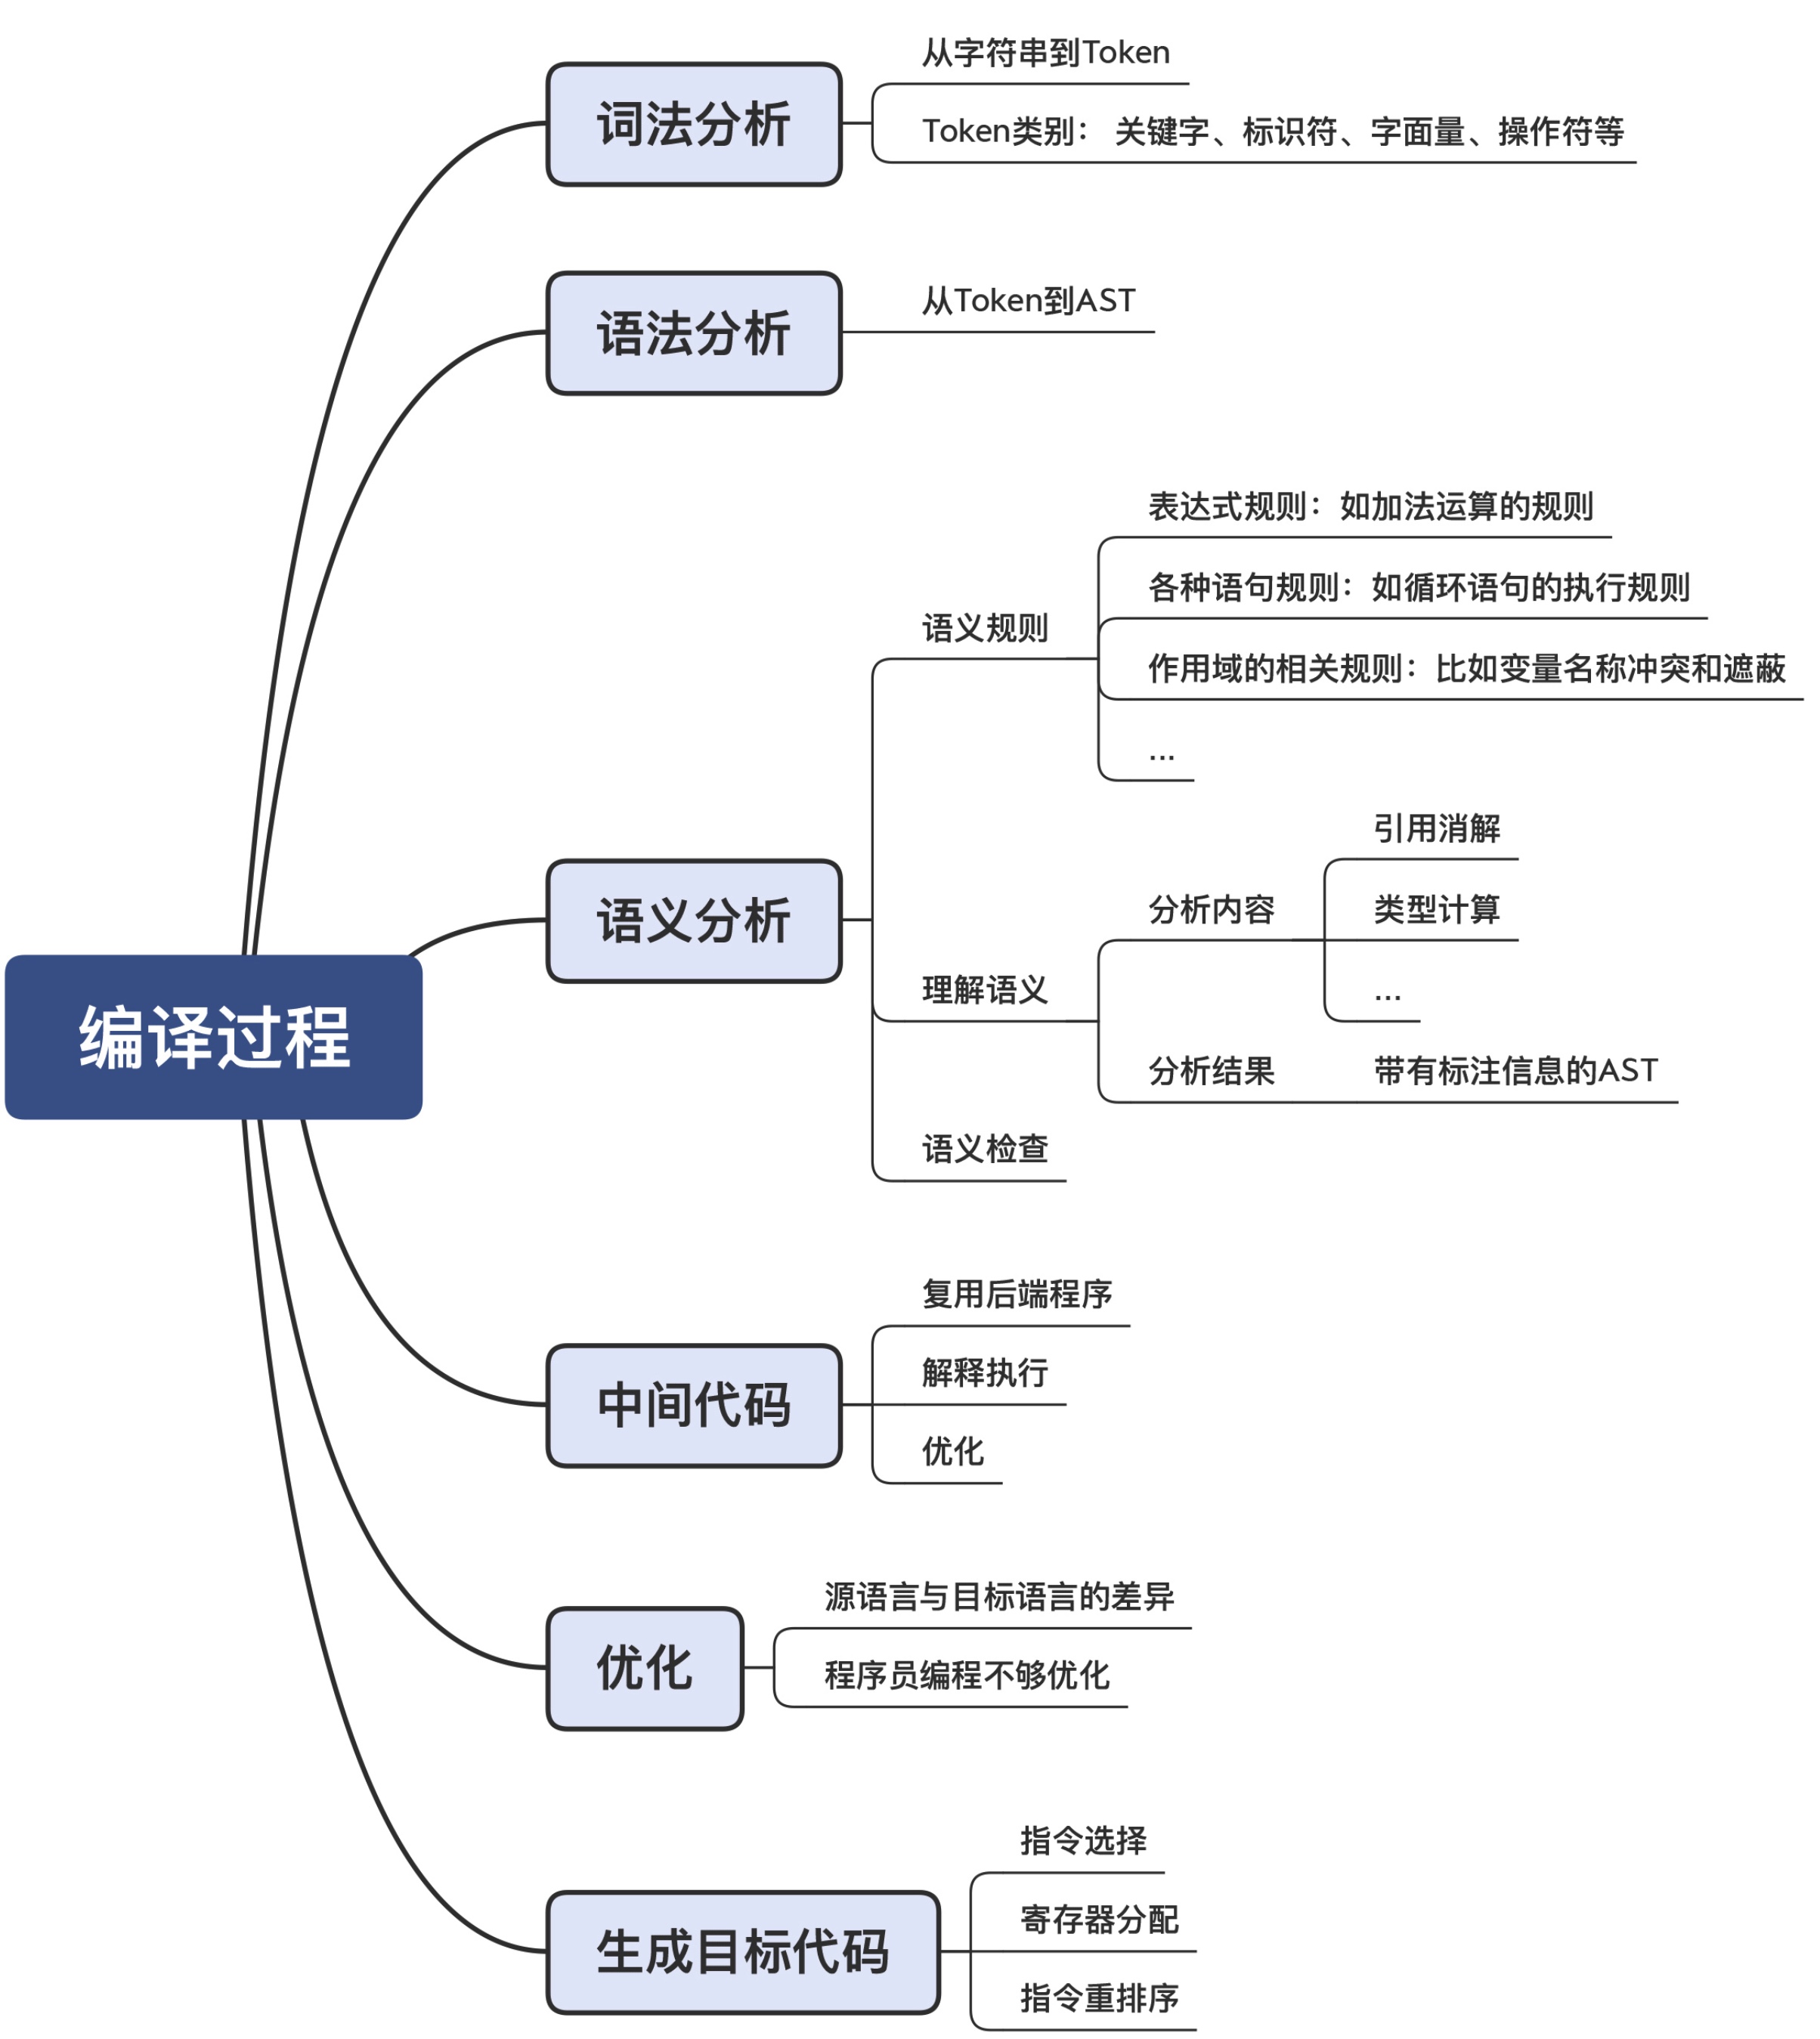 编译过程
词法分析
从字符串到Token
Token类别： 关键字、标识符、字面量、操作符等
语法分析
从Token到AST
语义分析
语义规则
表达式规则：如加法运算的规则
各种语句规则：如循环语句的执行规则
作用域的相关规则：比如变量名称冲突和遮蔽
...
理解语义
分析内容
引用消解
类型计算
...
分析结果
带有标注信息的AST
语义检查
中间代码
复用后端程序
解释执行
优化
优化
源语言与目标语言的差异
程序员编程不够优化
生成目标代码
指令选择
寄存器分配
指令重排序